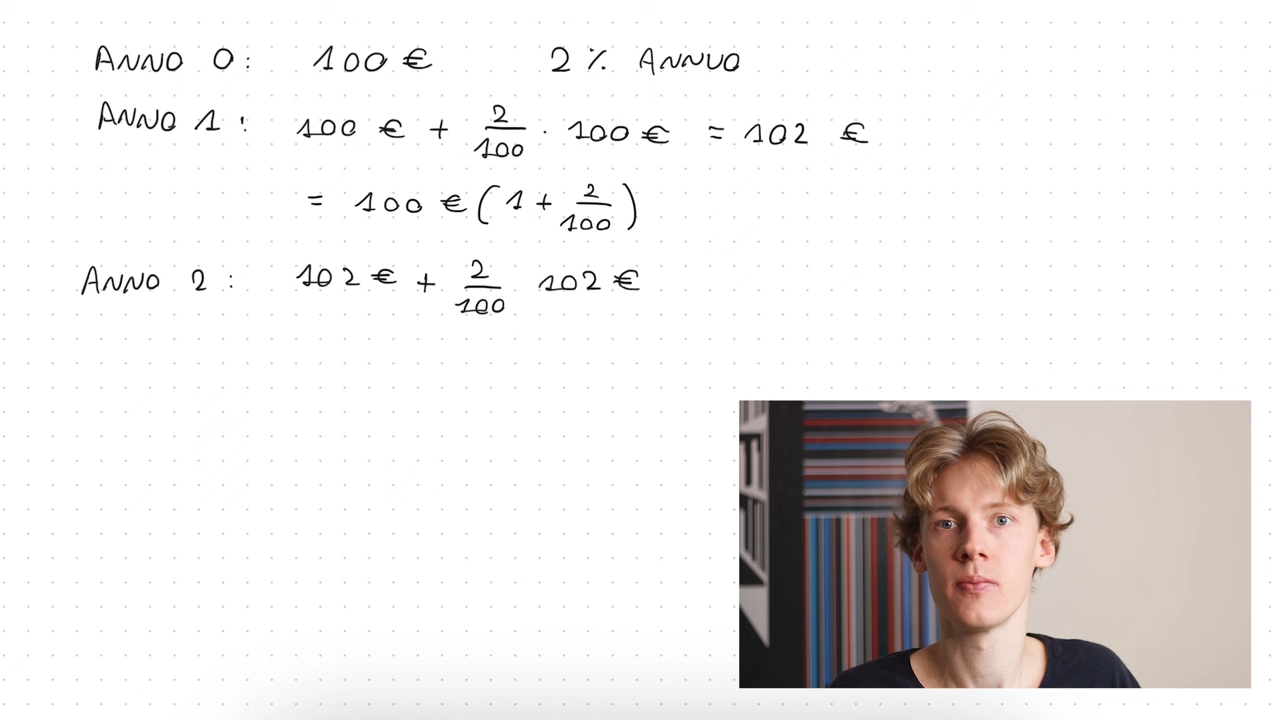 ANNO 0: 100 € 2 % ANNUO
ANNO 1: 100 € + 2/100 · 100 € = 102 €
= 100 € (1 + 2/100)
ANNO 2: 102 € + 2/100 102 €